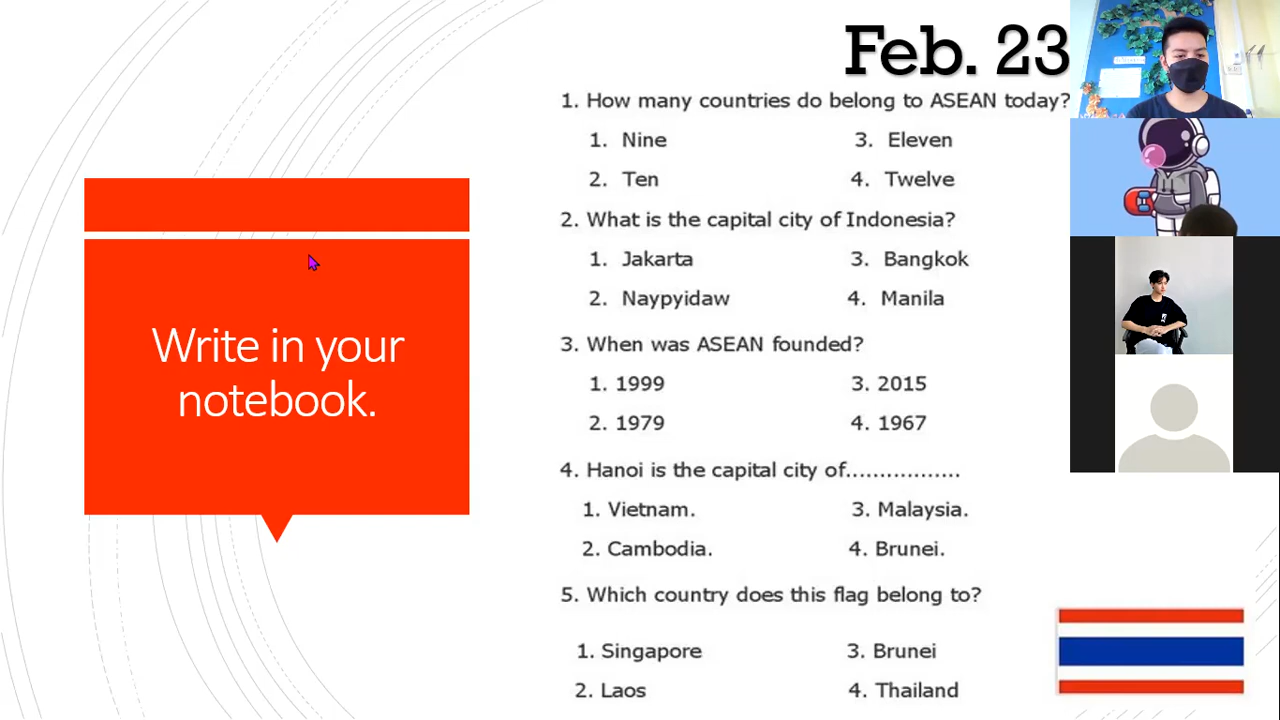 Feb. 23
Write in your
notebook.
1. How many countries do belong to ASEAN today?
1. Nine 3. Eleven
2. Ten 4. Twelve
2. What is the capital city of Indonesia?
1. Jakarta 3. Bangkok
2. Naypyidaw 4. Manila
3. When was ASEAN founded?
1. 1999 3. 2015
2. 1979 4. 1967
4. Hanoi is the capital city of.................
1. Vietnam. 3. Malaysia.
2. Cambodia. 4. Brunei.
5. Which country does this flag belong to?
1. Singapore 3. Brunei
2. Laos 4. Thailand